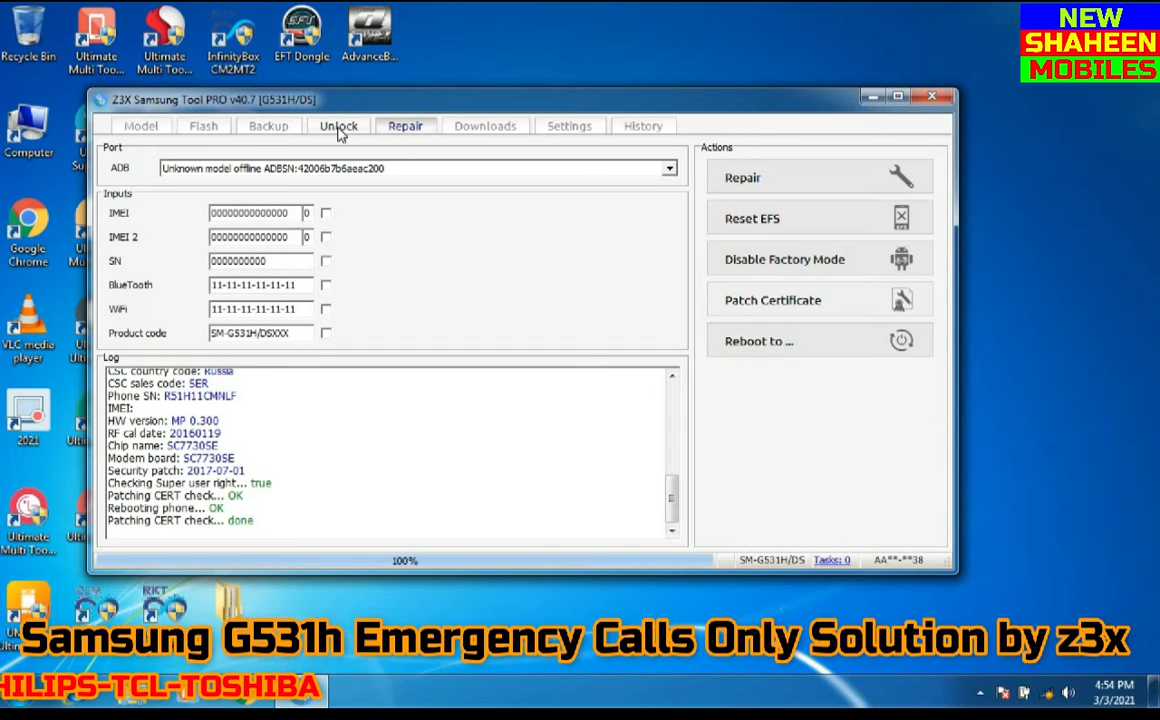 NEW
SHAHEEN
MOBILES
Recycle Bin
Ultimate
Multi Too...
Ultimate
Multi Too...
InfinityBox
CM2MT2
EFT Dongle
AdvanceB...
Computer
Google
Chrome
VLC media
player
2021
Ultimate
Multi Too...
RKT
Z3X Samsung Tool PRO v40.7 [G531H/DS]
Model Flash Backup Unlock Repair Downloads Settings History
Port
ADB Unknown model offline ADBSN:42006b7b6aeac200
Inputs
IMEI 00000000000000 0
IMEI 2 00000000000000 0
SN 0000000000
BlueTooth 11-11-11-11-11-11
WiFi 11-11-11-11-11-11
Product code SM-G531H/DSXXX
Log
CSC country code: Russia
CSC sales code: SER
Phone SN: R51H11CMNLF
IMEI:
HW version: MP 0.300
RF cal date: 20160119
Chip name: SC7730SE
Modem board: SC7730SE
Security patch: 2017-07-01
Checking Super user right... true
Patching CERT check... OK
Rebooting phone... OK
Patching CERT check... done
Actions
Repair
Reset EFS
Disable Factory Mode
Patch Certificate
Reboot to ...
100%
SM-G531H/DS Tasks: 0 AA**-**38
Samsung G531h Emergency Calls Only Solution by z3x
HILIPS-TCL-TOSHIBA
4:54 PM
3/3/2021